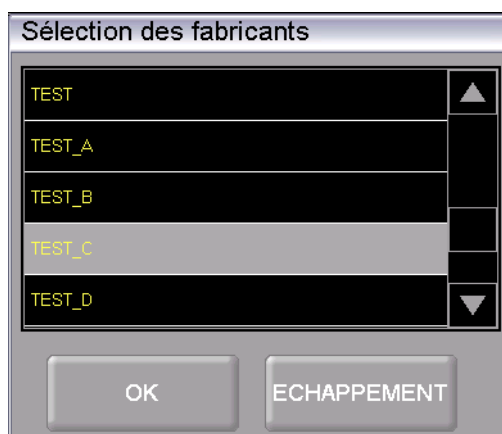 Sélection des fabricants
TEST
TEST_A
TEST_B
TEST_C
TEST_D
OK
ECHAPPEMENT